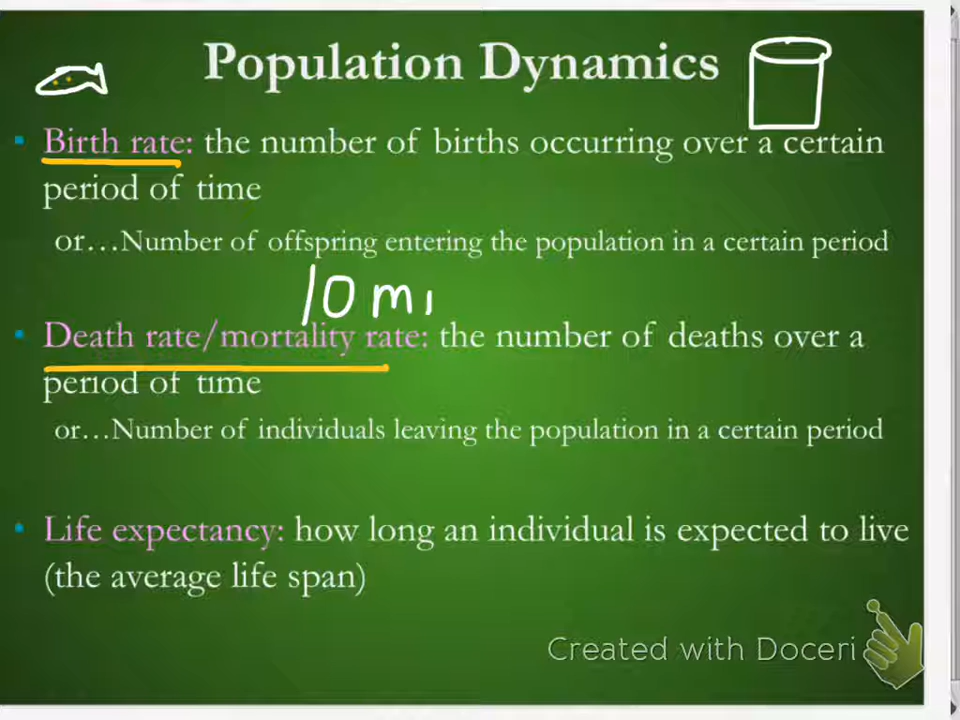 Population Dynamics
Birth rate: the number of births occurring over a certain
period of time
or…Number of offspring entering the population in a certain period
10 mi
Death rate/mortality rate: the number of deaths over a
period of time
or…Number of individuals leaving the population in a certain period
Life expectancy: how long an individual is expected to live
(the average life span)
Created with Doceri